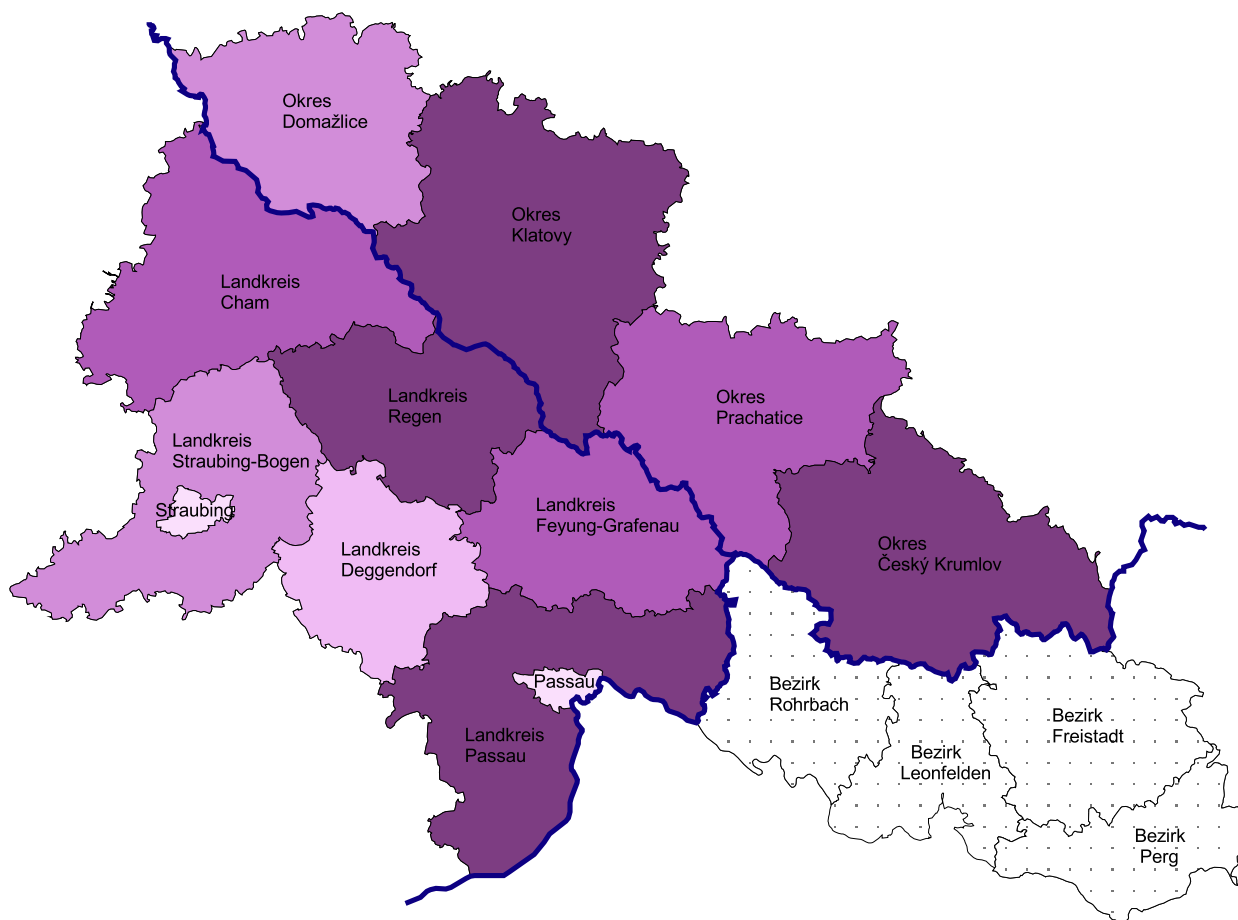 Okres
Domažlice
Okres
Klatovy
Landkreis
Cham
Landkreis
Regen
Okres
Prachatice
Landkreis
Straubing-Bogen
Straubing
Landkreis
Feyung-Grafenau
Landkreis
Deggendorf
Okres
Český Krumlov
Passau
Bezirk
Rohrbach
Landkreis
Passau
Bezirk
Freistadt
Bezirk
Leonfelden
Bezirk
Perg